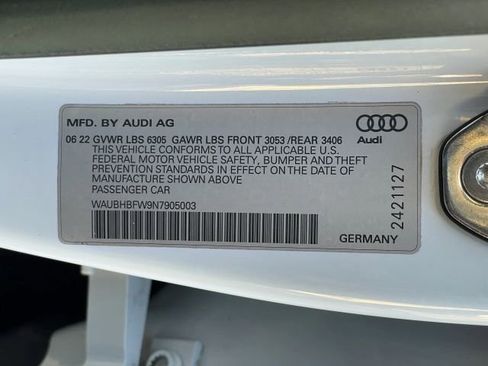 MFD. BY AUDI AG
06 22 GVWR LBS 6305 GAWR LBS FRONT 3053 /REAR 3406
THIS VEHICLE CONFORMS TO ALL APPLICABLE U.S.
FEDERAL MOTOR VEHICLE SAFETY, BUMPER AND THEFT
PREVENTION STANDARDS IN EFFECT ON THE DATE OF
MANUFACTURE SHOWN ABOVE
PASSENGER CAR
WAUBHBFW9N7905003
Audi
2421127
GERMANY